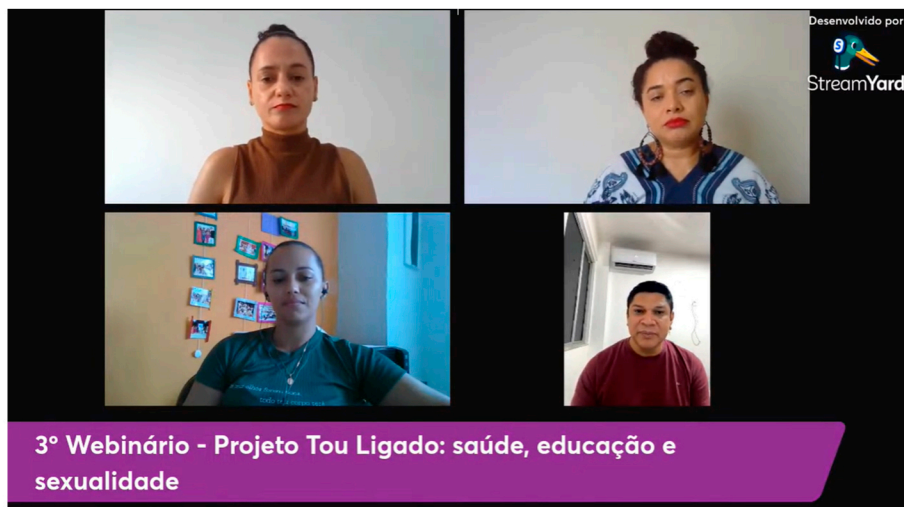 Desenvolvido por
StreamYard
3º Webinário - Projeto Tou Ligado: saúde, educação e
sexualidade